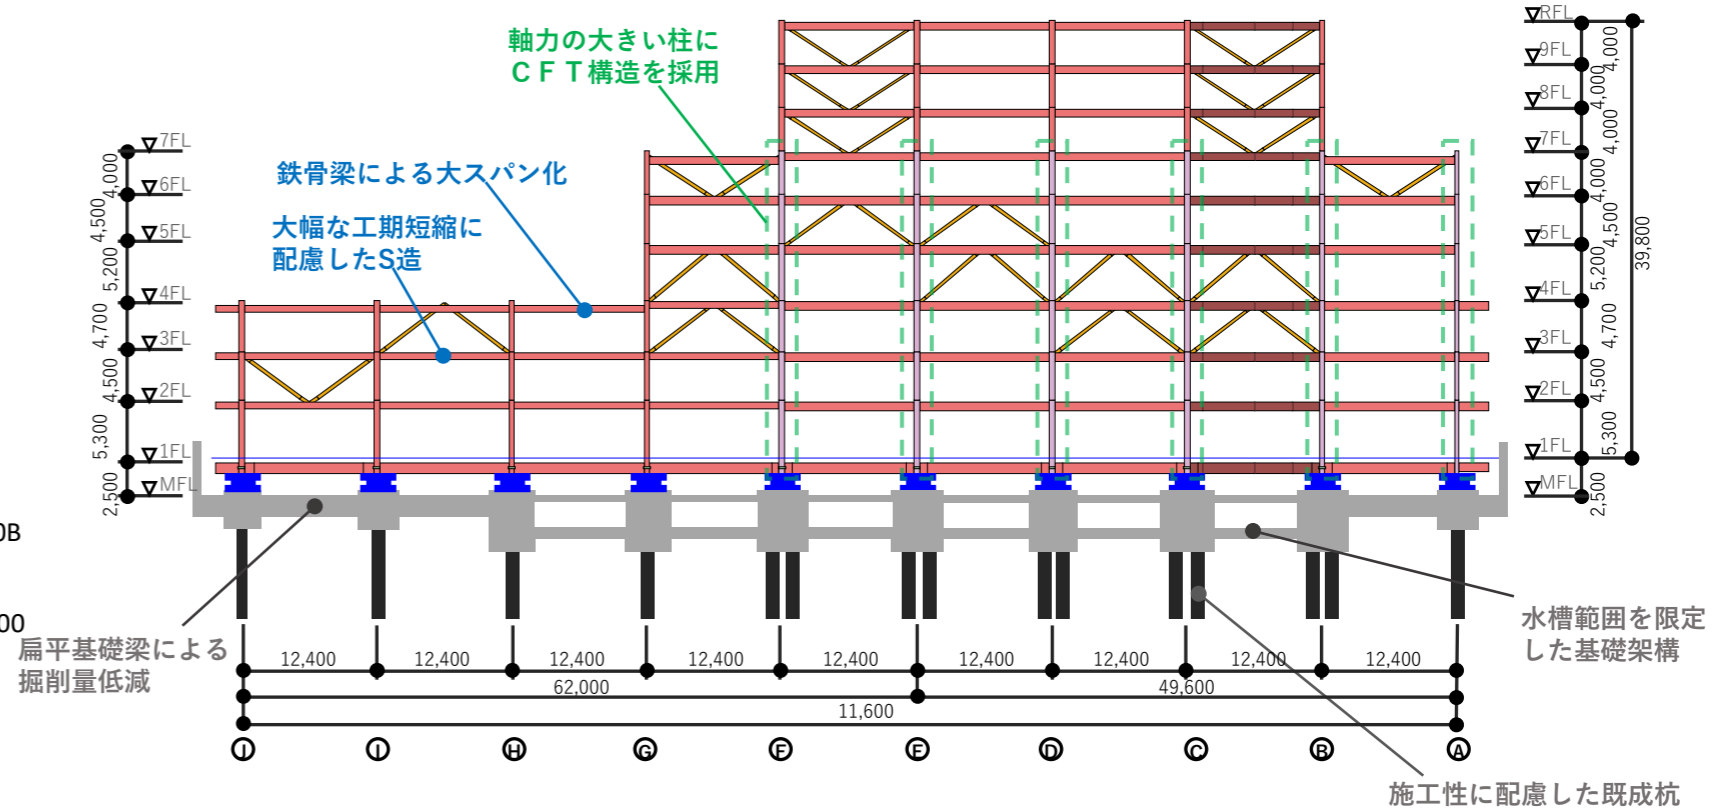 軸力の大きい柱に
ＣＦＴ構造を採用
鉄骨梁による大スパン化
大幅な工期短縮に
配慮したS造
7FL
6FL
5FL
4FL
3FL
2FL
1FL
MFL
4,000
4,500
5,200
4,700
4,500
5,300
2,500
RFL
9FL
8FL
7FL
6FL
5FL
4FL
3FL
2FL
1FL
MFL
4,000
4,000
4,000
4,000
4,500
5,200
4,700
4,500
5,300
2,500
39,800
0B
00
扁平基礎梁による
掘削量低減
水槽範囲を限定
した基礎架構
12,400 12,400 12,400 12,400 12,400 12,400 12,400 12,400 12,400
62,000 49,600
11,600
J I H G F E D C B A
施工性に配慮した既成杭